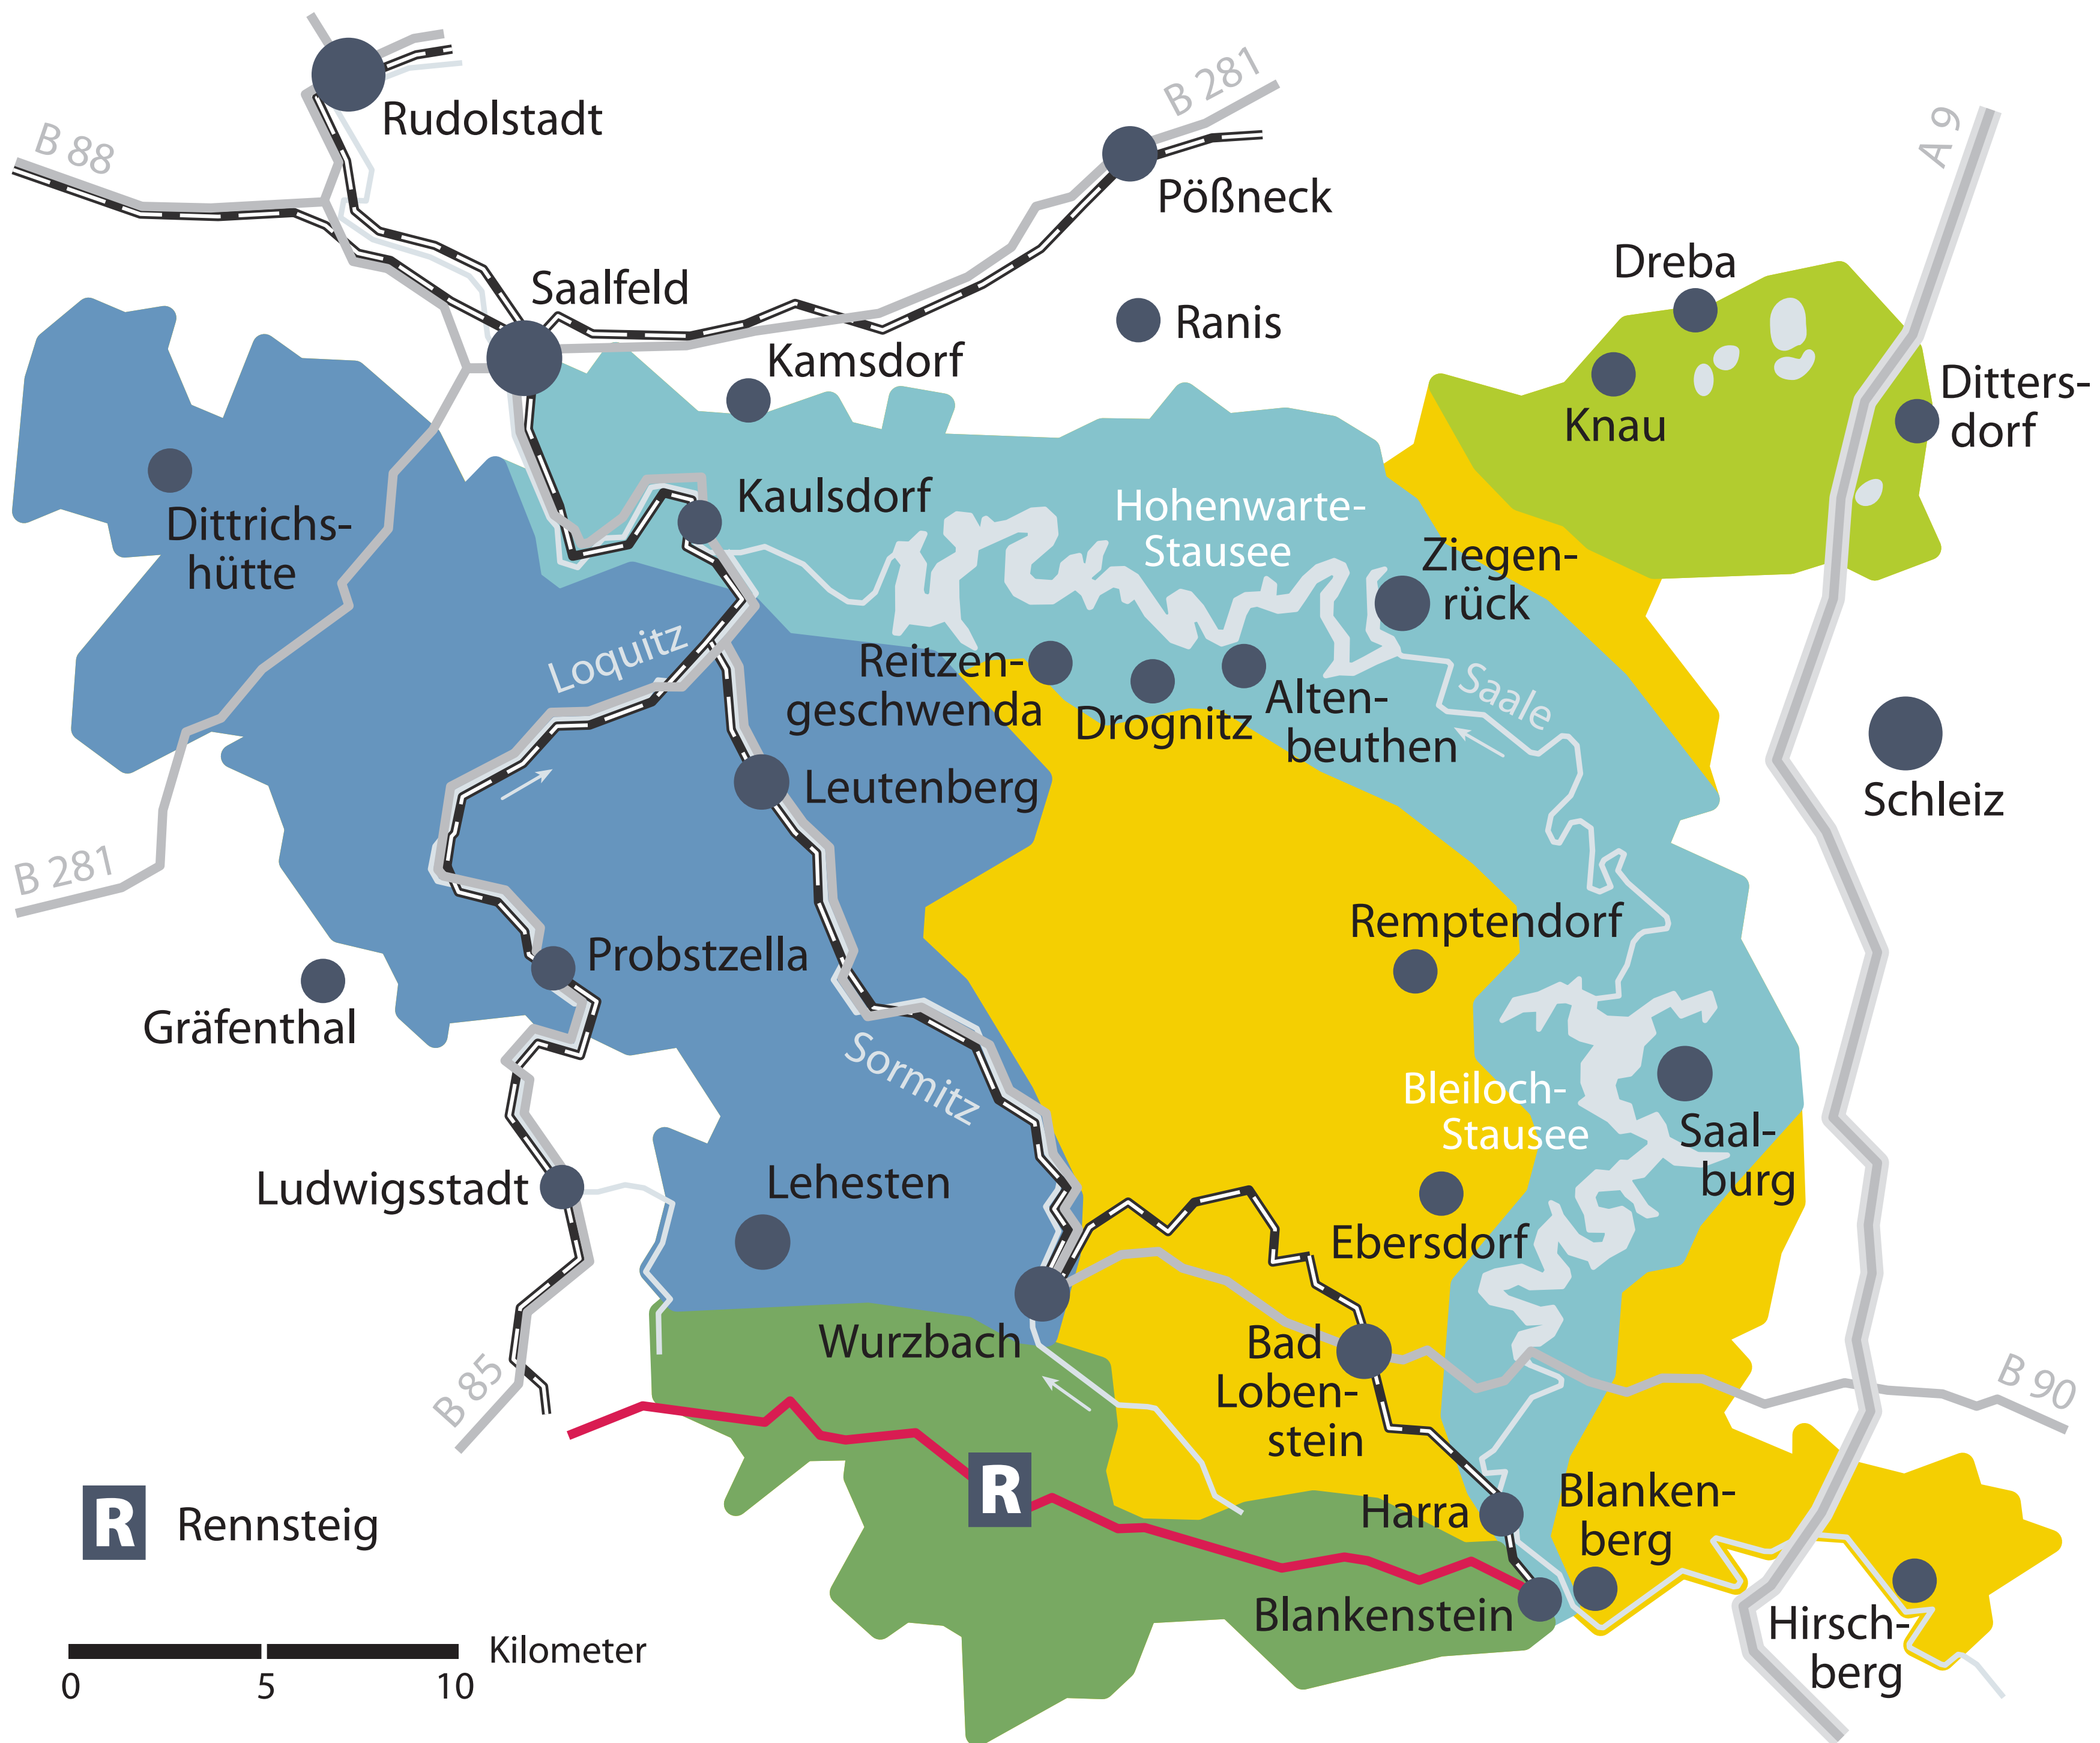 Rudolstadt
B 88
B 281
Pößneck
A 9
Saalfeld
Ranis
Dreba
Kamsdorf
Knau
Ditters-
dorf
Dittrichs-
hütte
Kaulsdorf
Hohenwarte-
Stausee
Ziegen-
rück
Loquitz
Reitzen-
geschwenda
Drognitz
Alten-
beuthen
Saale
Leutenberg
Schleiz
B 281
Probstzella
Remptendorf
Gräfenthal
Sormitz
Bleiloch-
Stausee
Saal-
burg
Ludwigsstadt
Lehesten
Ebersdorf
Wurzbach
Bad
Loben-
stein
B 85
B 90
R
Harra
Blanken-
berg
R Rennsteig
Blankenstein
Hirsch-
berg
Kilometer
0 5 10